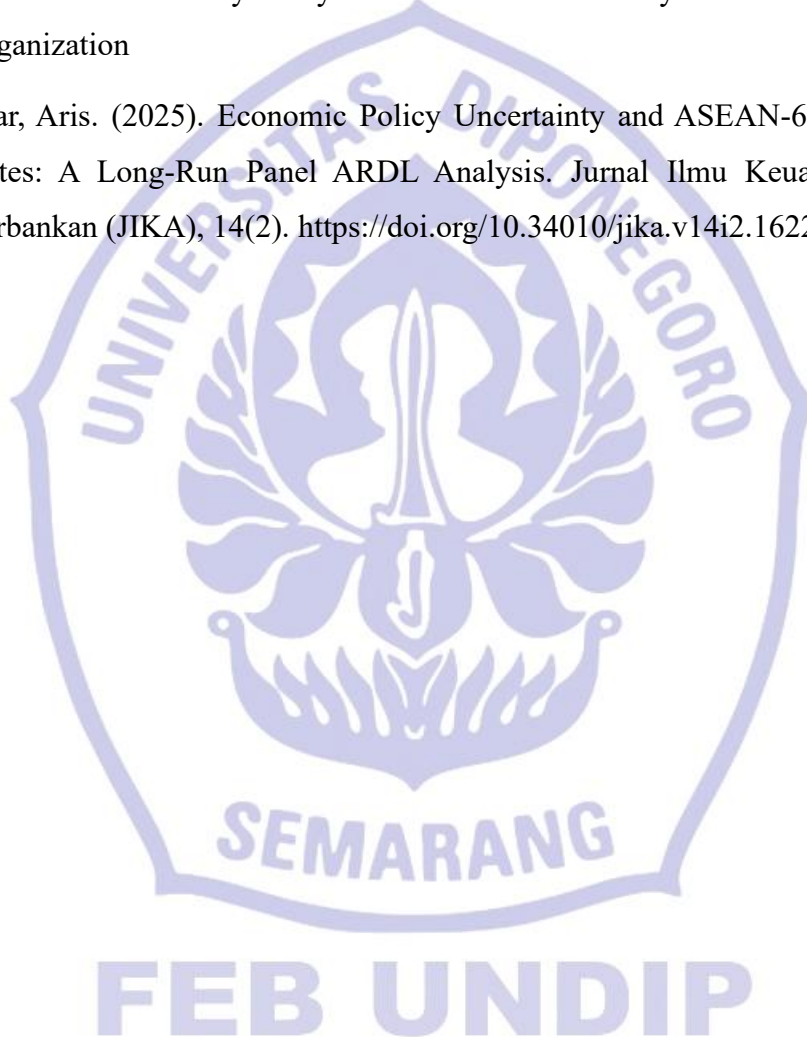 ganization
ar, Aris. (2025). Economic Policy Uncertainty and ASEAN-6
tes: A Long-Run Panel ARDL Analysis. Jurnal Ilmu Keua
rbankan (JIKA), 14(2). https://doi.org/10.34010/jika.v14i2.1622
UNIVERSITAS DIPONEGORO
SEMARANG
FEB UNDIP